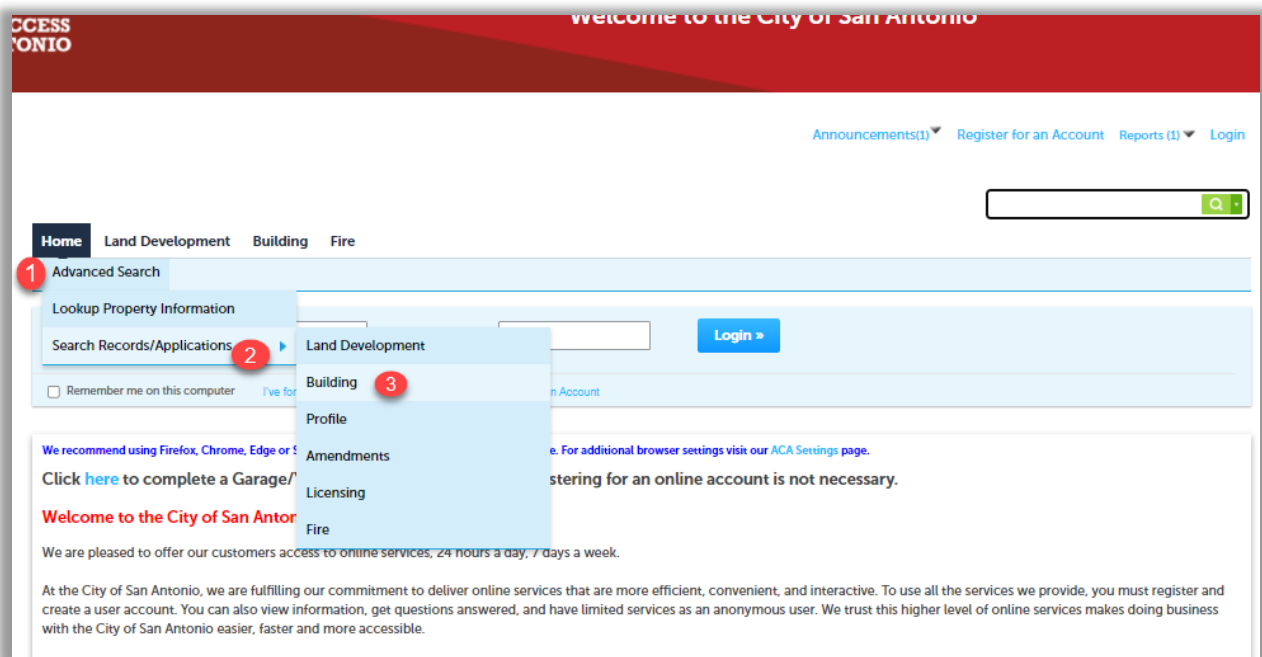 Welcome to the City of San Antonio
CCESS
TONIO
Announcements(1) Register for an Account Reports (1) Login
Home Land Development Building Fire
1 Advanced Search
Lookup Property Information
Search Records/Applications 2
Land Development
Login »
Building 3
Remember me on this computer I've for n Account
Profile
We recommend using Firefox, Chrome, Edge or S e. For additional browser settings visit our ACA Settings page.
Amendments
Click here to complete a Garage/ stering for an online account is not necessary.
Licensing
Welcome to the City of San Anton
Fire
We are pleased to offer our customers access to online services, 24 hours a day, 7 days a week.
At the City of San Antonio, we are fulfilling our commitment to deliver online services that are more efficient, convenient, and interactive. To use all the services we provide, you must register and
create a user account. You can also view information, get questions answered, and have limited services as an anonymous user. We trust this higher level of online services makes doing business
with the City of San Antonio easier, faster and more accessible.